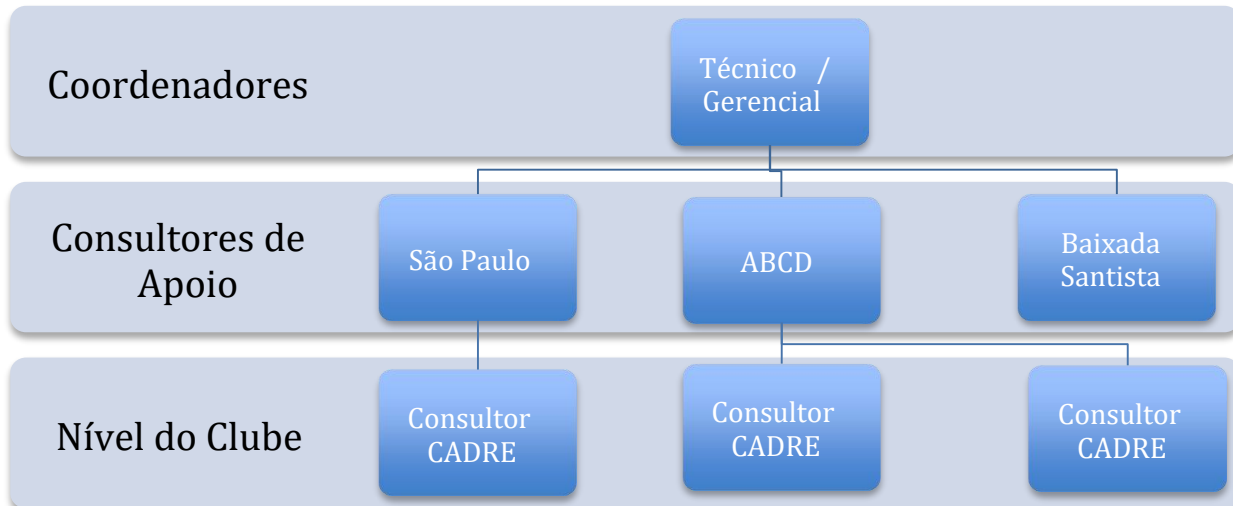 Coordenadores
Técnico /
Gerencial
Consultores de
Apoio
São Paulo
ABCD
Baixada
Santista
Nível do Clube
Consultor
CADRE
Consultor
CADRE
Consultor
CADRE